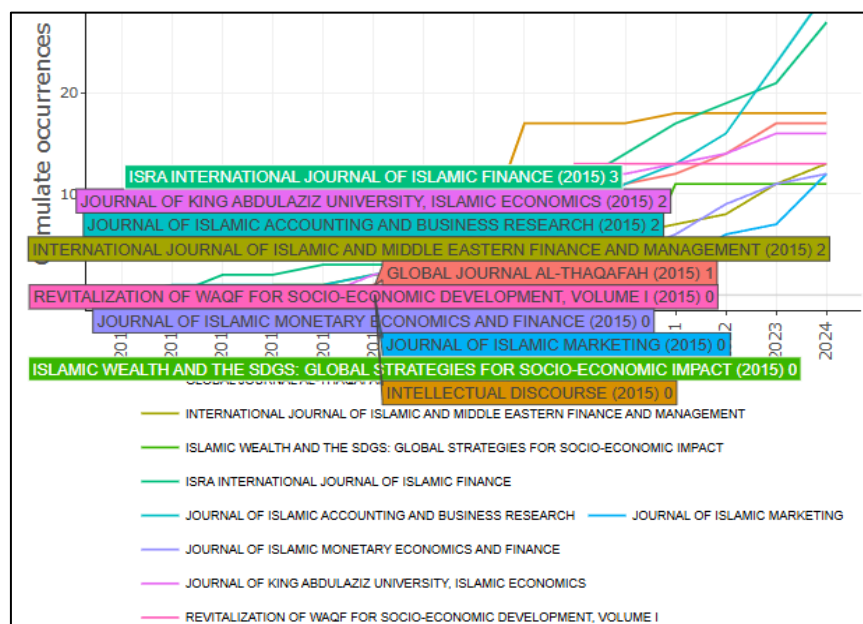 mulate occurrences
20
10
ISRA INTERNATIONAL JOURNAL OF ISLAMIC FINANCE (2015) 3
JOURNAL OF KING ABDULAZIZ UNIVERSITY, ISLAMIC ECONOMICS (2015) 2
JOURNAL OF ISLAMIC ACCOUNTING AND BUSINESS RESEARCH (2015) 2
INTERNATIONAL JOURNAL OF ISLAMIC AND MIDDLE EASTERN FINANCE AND MANAGEMENT (2015) 2
GLOBAL JOURNAL AL-THAQAFAH (2015) 1
REVITALIZATION OF WAQF FOR SOCIO-ECONOMIC DEVELOPMENT, VOLUME I (2015) 0
JOURNAL OF ISLAMIC MONETARY ECONOMICS AND FINANCE (2015) 0
JOURNAL OF ISLAMIC MARKETING (2015) 0
ISLAMIC WEALTH AND THE SDGS: GLOBAL STRATEGIES FOR SOCIO-ECONOMIC IMPACT (2015) 0
INTELLECTUAL DISCOURSE (2015) 0
2023
2024
GLOBAL JOURNAL AL-THAQAFA
INTERNATIONAL JOURNAL OF ISLAMIC AND MIDDLE EASTERN FINANCE AND MANAGEMENT
ISLAMIC WEALTH AND THE SDGS: GLOBAL STRATEGIES FOR SOCIO-ECONOMIC IMPACT
ISRA INTERNATIONAL JOURNAL OF ISLAMIC FINANCE
JOURNAL OF ISLAMIC ACCOUNTING AND BUSINESS RESEARCH JOURNAL OF ISLAMIC MARKETING
JOURNAL OF ISLAMIC MONETARY ECONOMICS AND FINANCE
JOURNAL OF KING ABDULAZIZ UNIVERSITY, ISLAMIC ECONOMICS
REVITALIZATION OF WAQF FOR SOCIO-ECONOMIC DEVELOPMENT, VOLUME I